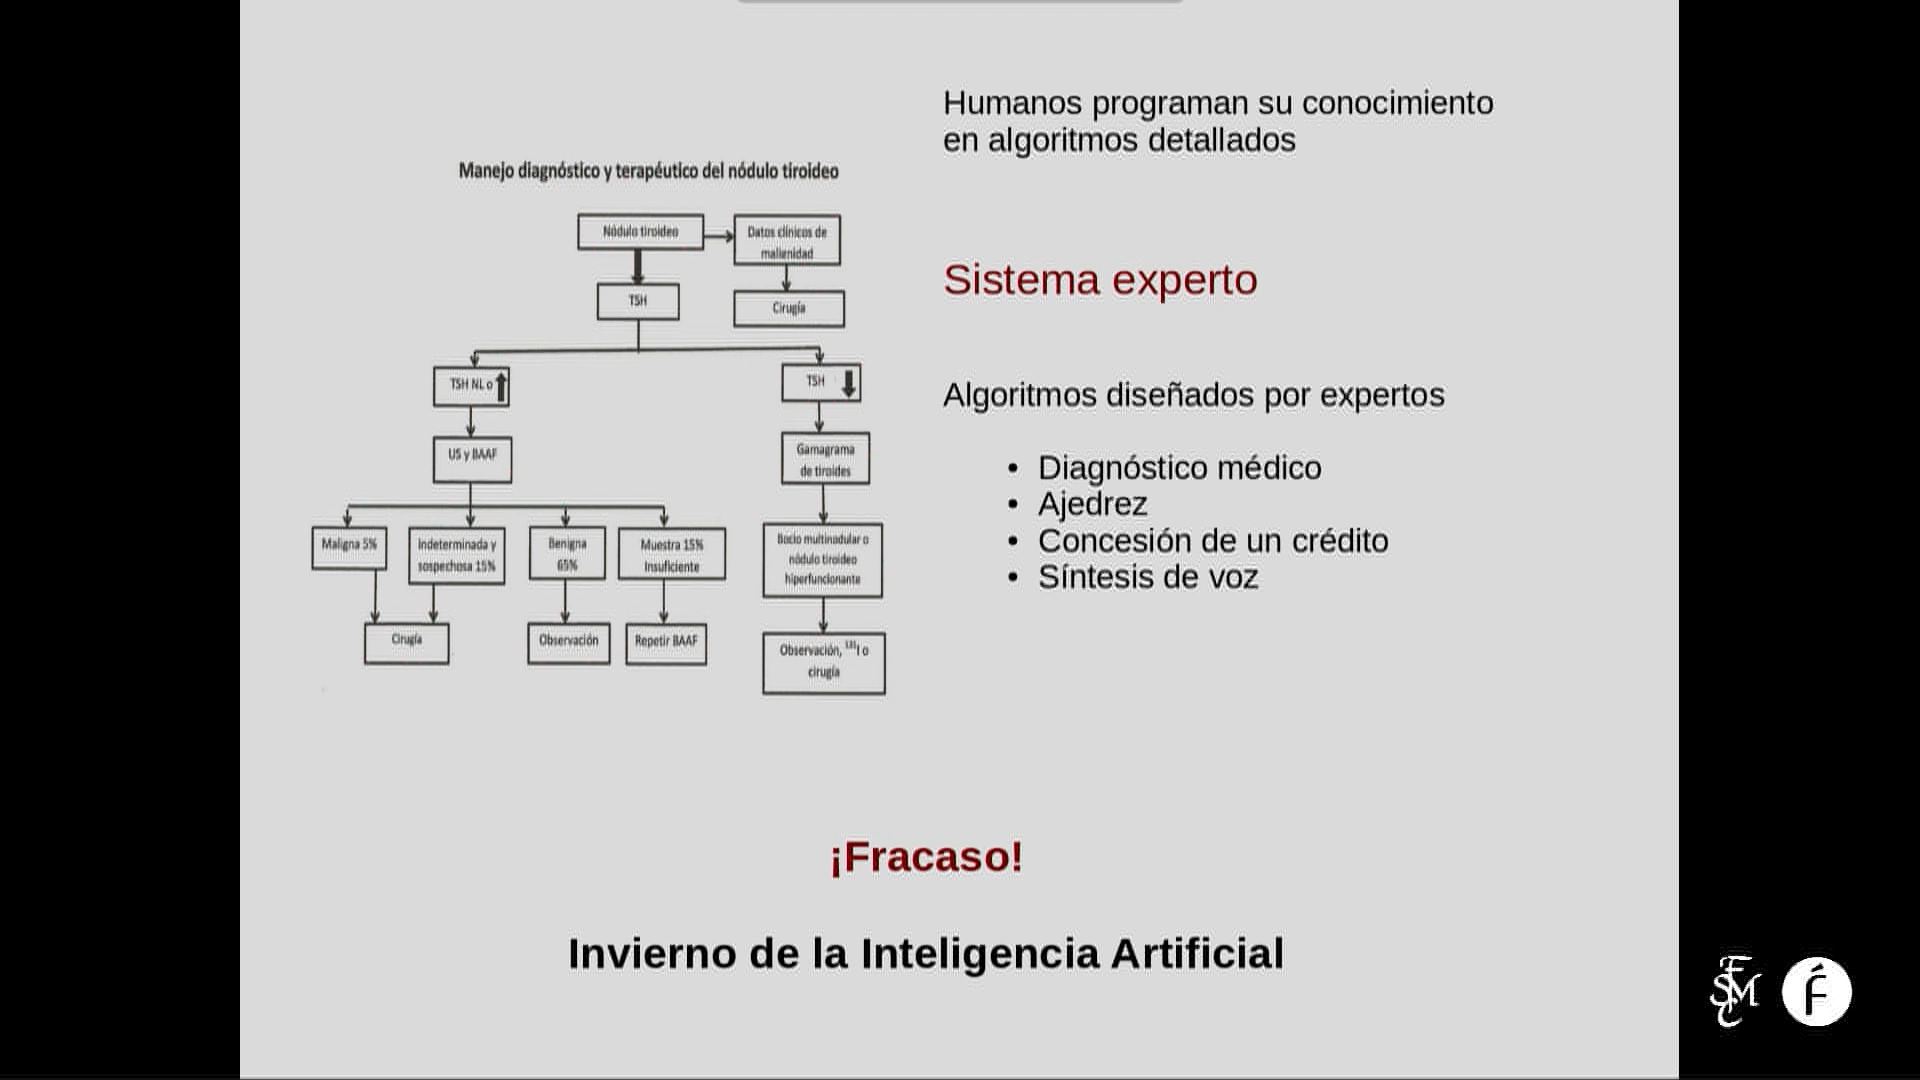 Humanos programan su conocimiento
en algoritmos detallados
Manejo diagnóstico y terapéutico del nódulo tiroideo
Nódulo tiroideo
Datos clínicos de
malienidad
TSH
Cirugía
TSH NL o
TSH
US y BAAF
Gamagrama
de tiroides
Maligna 5%
Indeterminada y
sospechosa 15%
Benigna
65%
Muestra 15%
Insuficiente
Bocio multinodular o
nódulo tiroideo
hiperfuncionante
Cirugía
Observación
Repetir BAAF
Observación, ¹³¹I o
cirugía
Sistema experto
Algoritmos diseñados por expertos
• Diagnóstico médico
• Ajedrez
• Concesión de un crédito
• Síntesis de voz
¡Fracaso!
Invierno de la Inteligencia Artificial
SEMC
É